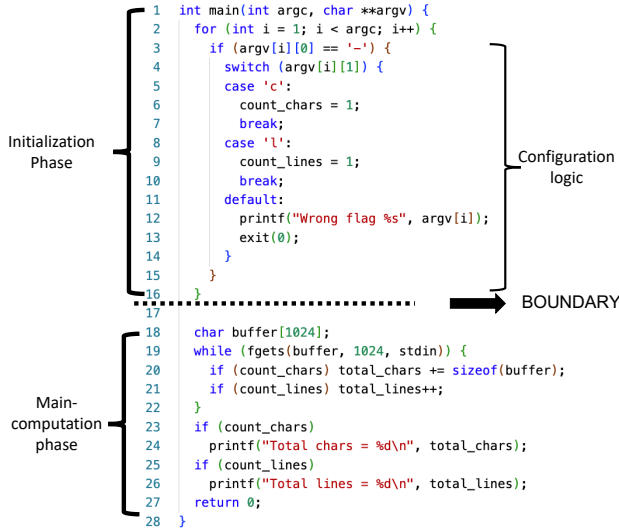 1 int main(int argc, char **argv) {
2 for (int i = 1; i < argc; i++) {
3 if (argv[i][0] == '-') {
4 switch (argv[i][1]) {
5 case 'c':
6 count_chars = 1;
7 break;
8 case 'l':
9 count_lines = 1;
10 break;
11 default:
12 printf("Wrong flag %s", argv[i]);
13 exit(0);
14 }
15 }
16 }
17
18 char buffer[1024];
19 while (fgets(buffer, 1024, stdin)) {
20 if (count_chars) total_chars += sizeof(buffer);
21 if (count_lines) total_lines++;
22 }
23 if (count_chars)
24 printf("Total chars = %d\n", total_chars);
25 if (count_lines)
26 printf("Total lines = %d\n", total_lines);
27 return 0;
28 }
Initialization
Phase
Configuration
logic
BOUNDARY
Main-
computation
phase